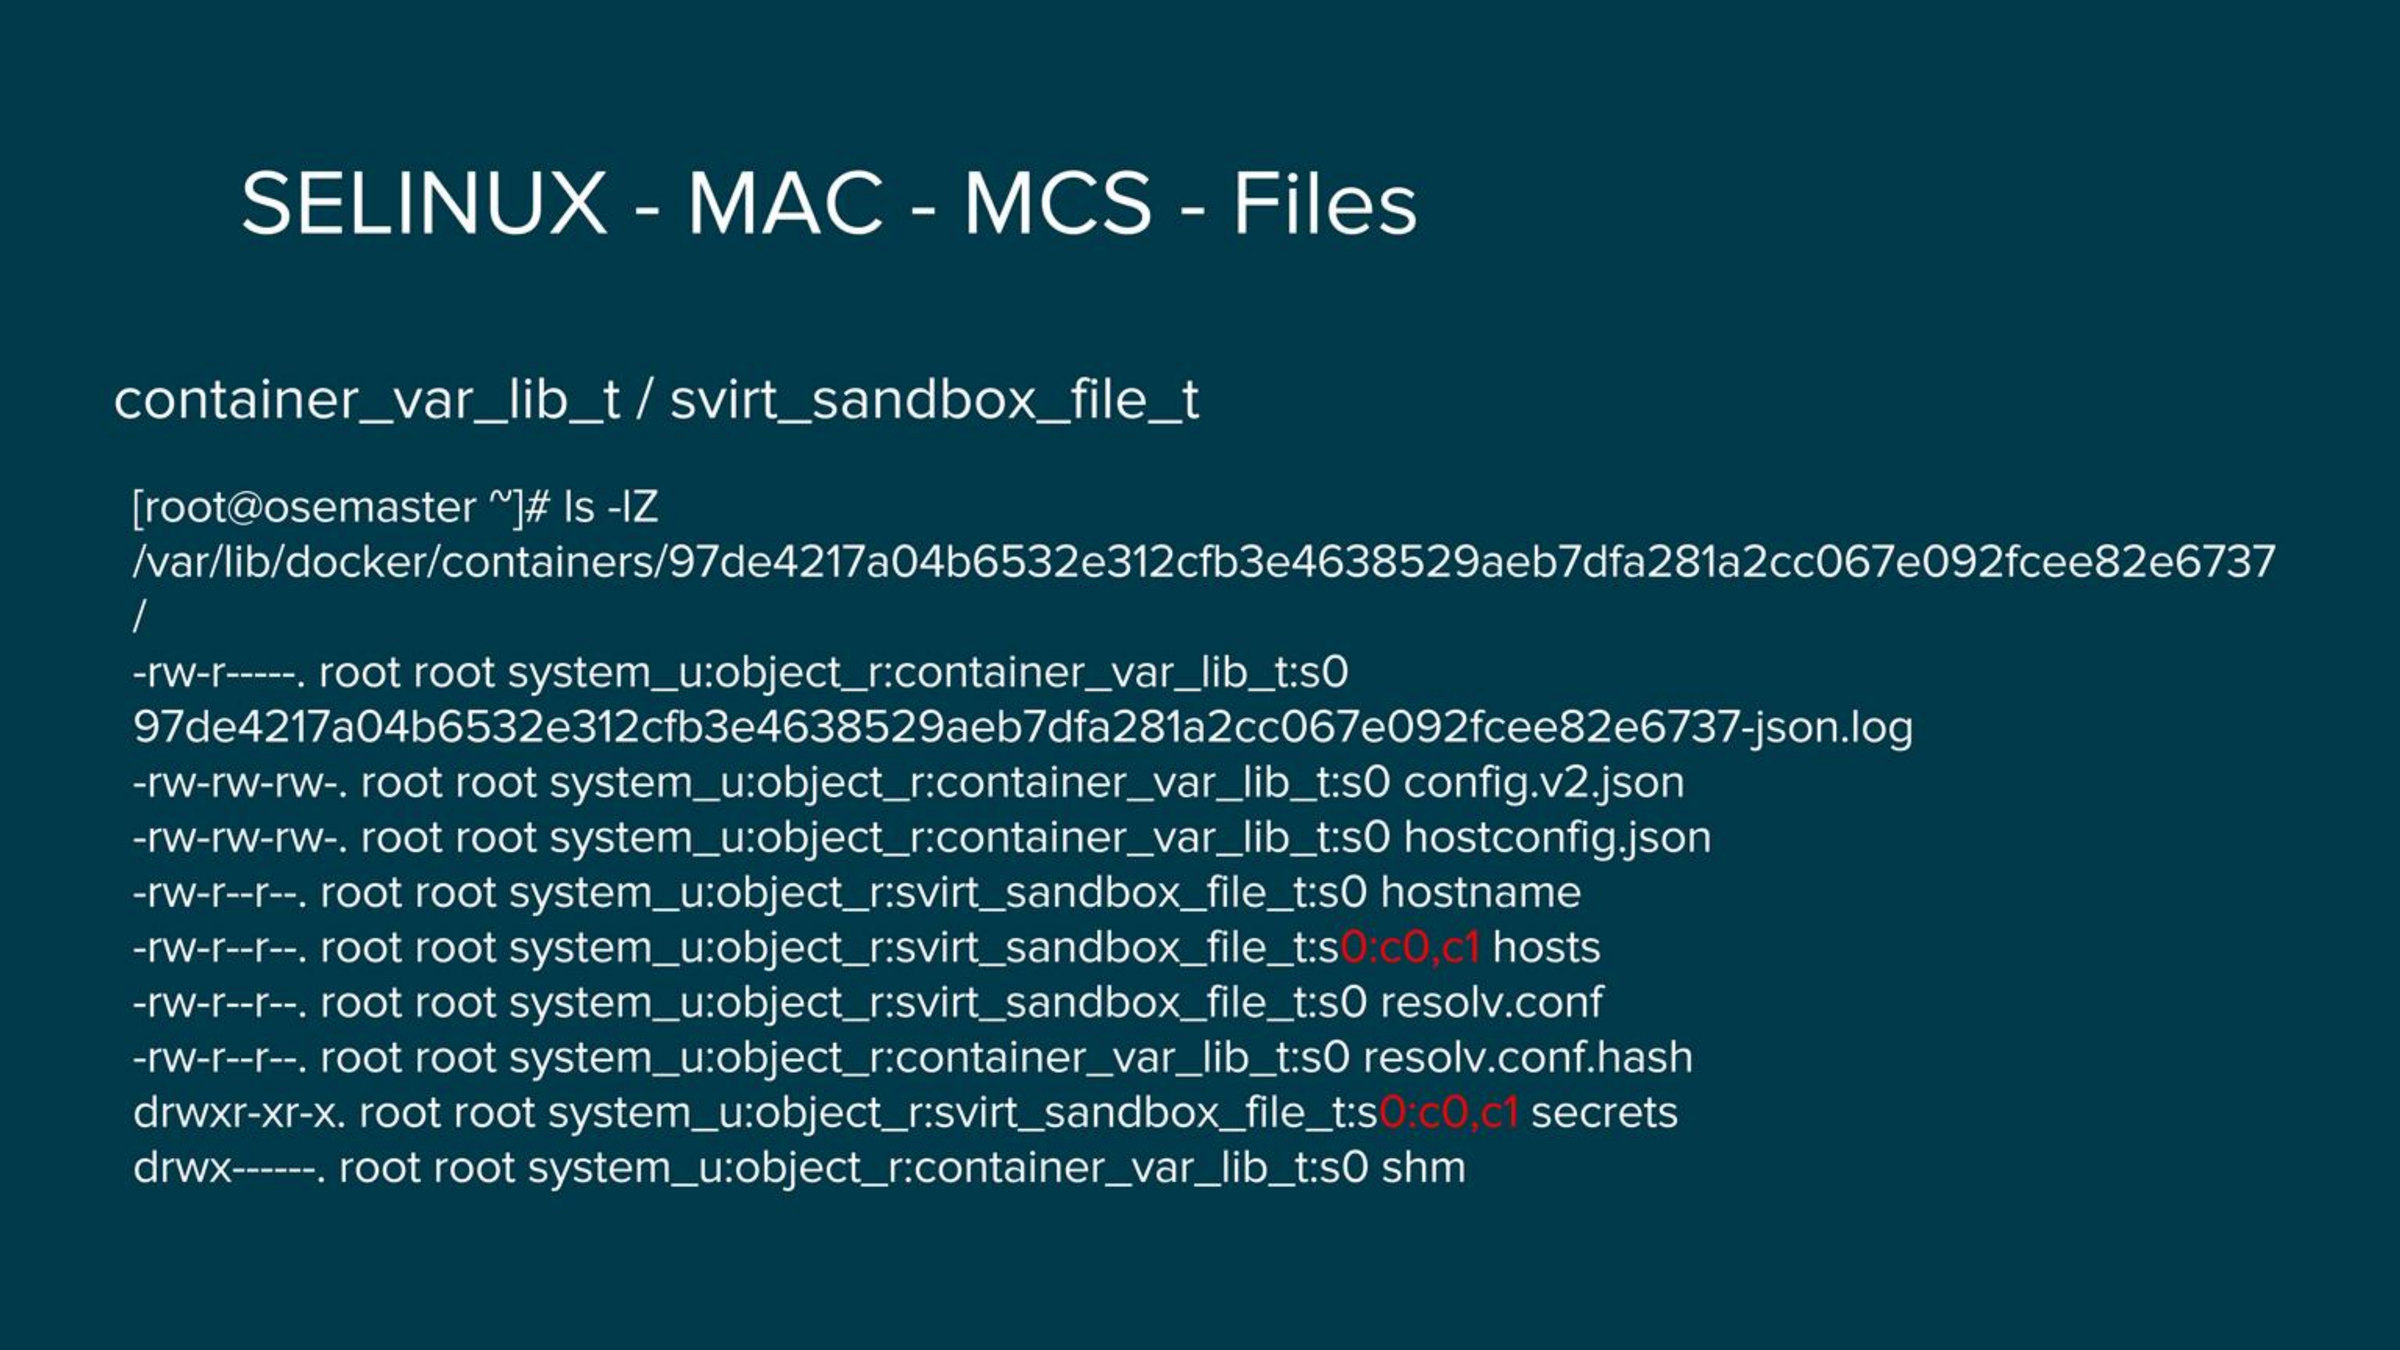 SELINUX - MAC - MCS - Files
container_var_lib_t / svirt_sandbox_file_t
[root@osemaster ~]# ls -lZ
/var/lib/docker/containers/97de4217a04b6532e312cfb3e4638529aeb7dfa281a2cc067e092fcee82e6737
/
-rw-r-----. root root system_u:object_r:container_var_lib_t:s0
97de4217a04b6532e312cfb3e4638529aeb7dfa281a2cc067e092fcee82e6737-json.log
-rw-rw-rw-. root root system_u:object_r:container_var_lib_t:s0 config.v2.json
-rw-rw-rw-. root root system_u:object_r:container_var_lib_t:s0 hostconfig.json
-rw-r--r--. root root system_u:object_r:svirt_sandbox_file_t:s0 hostname
-rw-r--r--. root root system_u:object_r:svirt_sandbox_file_t:s0:c0,c1 hosts
-rw-r--r--. root root system_u:object_r:svirt_sandbox_file_t:s0 resolv.conf
-rw-r--r--. root root system_u:object_r:container_var_lib_t:s0 resolv.conf.hash
drwxr-xr-x. root root system_u:object_r:svirt_sandbox_file_t:s0:c0,c1 secrets
drwx------. root root system_u:object_r:container_var_lib_t:s0 shm